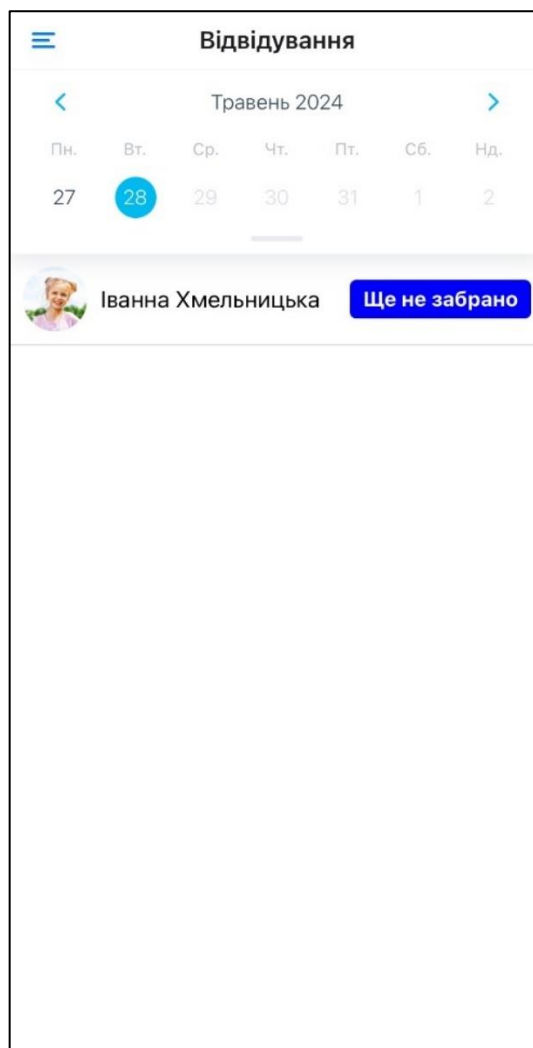 Відвідування
Травень 2024
Пн. Вт. Ср. Чт. Пт. Сб. Нд.
27 28 29 30 31 1 2
Іванна Хмельницька Ще не забрано